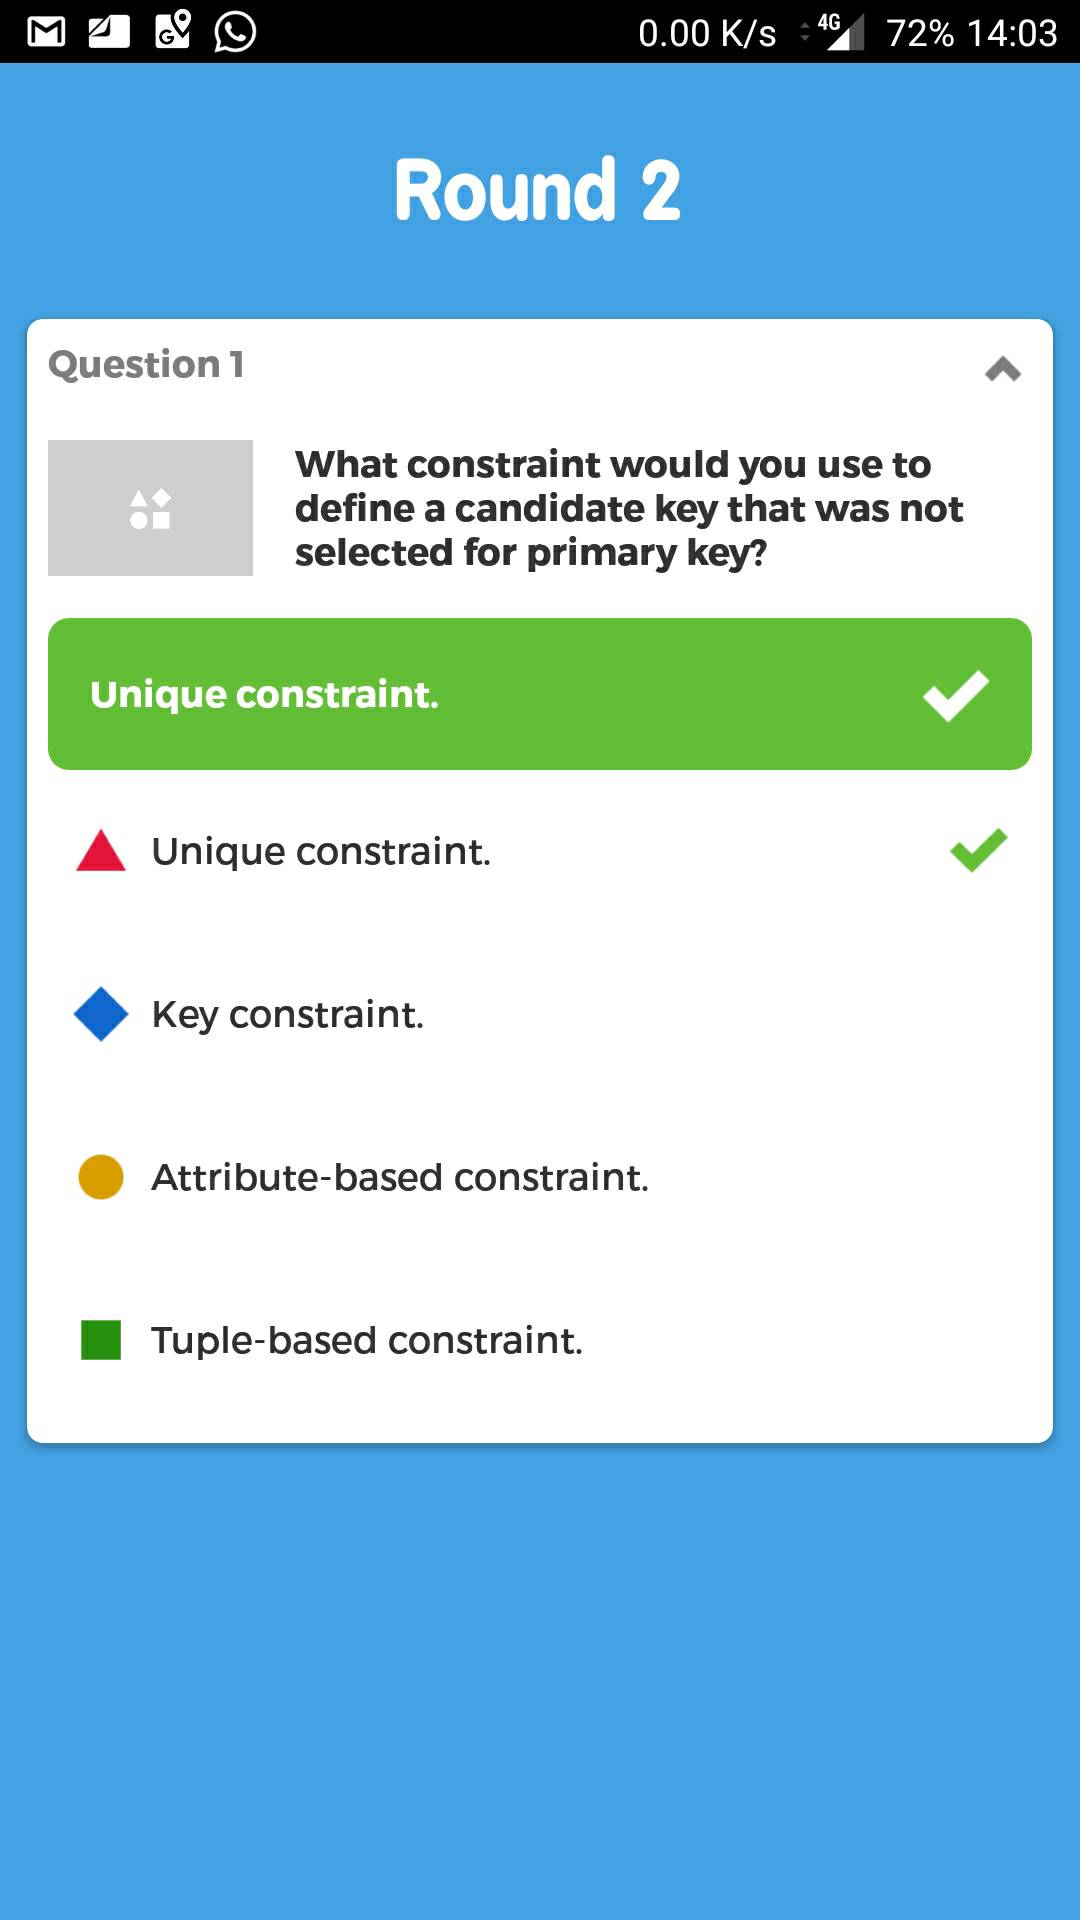 0.00 K/s 4G 72% 14:03
Round 2
Question 1
What constraint would you use to
define a candidate key that was not
selected for primary key?
Unique constraint.
Unique constraint.
Key constraint.
Attribute-based constraint.
Tuple-based constraint.